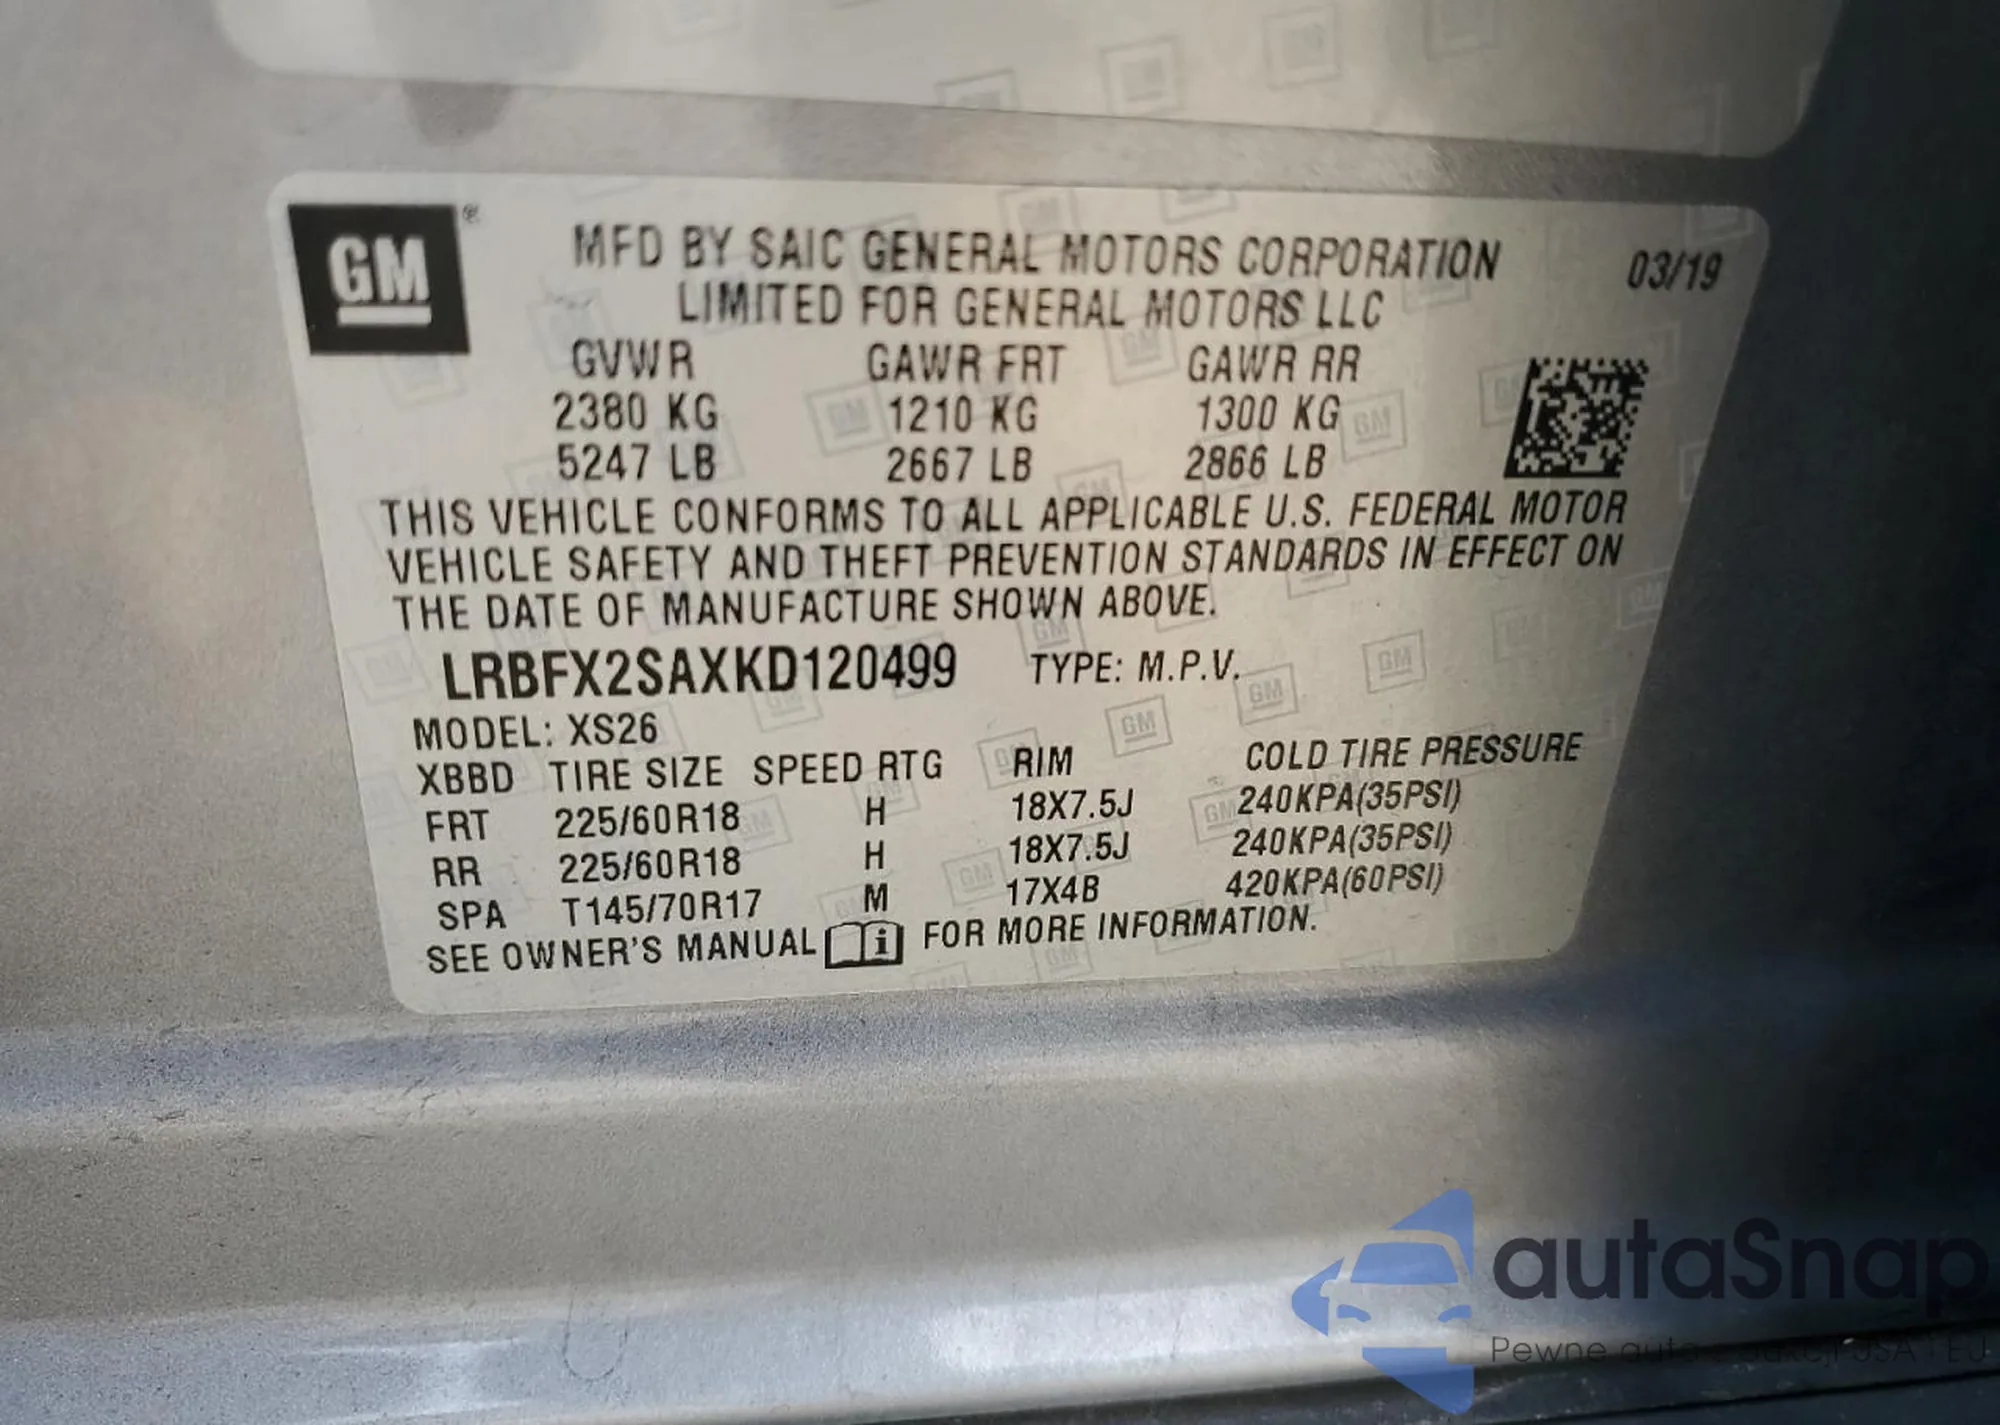 GM ®
MFD BY SAIC GENERAL MOTORS CORPORATION 03/19
LIMITED FOR GENERAL MOTORS LLC
GVWR GAWR FRT GAWR RR
2380 KG 1210 KG 1300 KG
5247 LB 2667 LB 2866 LB
THIS VEHICLE CONFORMS TO ALL APPLICABLE U.S. FEDERAL MOTOR
VEHICLE SAFETY AND THEFT PREVENTION STANDARDS IN EFFECT ON
THE DATE OF MANUFACTURE SHOWN ABOVE.
LRBFX2SAXKD120499 TYPE: M.P.V.
MODEL: XS26
XBBD TIRE SIZE SPEED RTG RIM COLD TIRE PRESSURE
FRT 225/60R18 H 18X7.5J 240KPA(35PSI)
RR 225/60R18 H 18X7.5J 240KPA(35PSI)
SPA T145/70R17 M 17X4B 420KPA(60PSI)
SEE OWNER'S MANUAL i FOR MORE INFORMATION.
autaSnap
Pewne auto